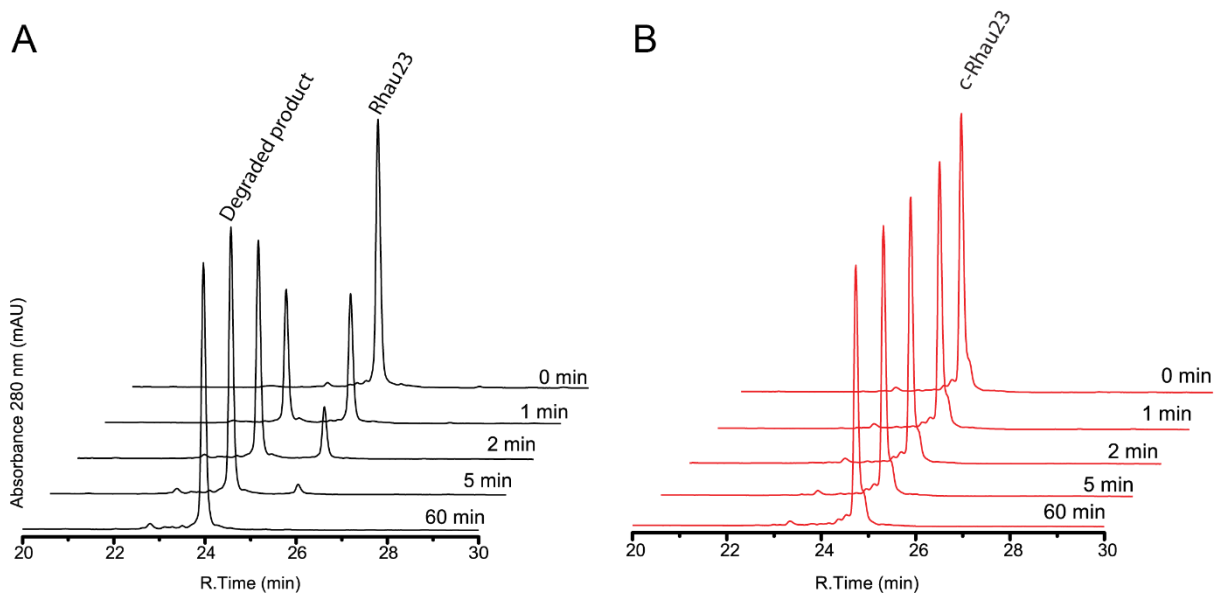 A
Degraded product
Rhau23
Absorbance 280 nm (mAU)
0 min
1 min
2 min
5 min
60 min
20 22 24 26 28 30
R.Time (min)
B
c-Rhau23
0 min
1 min
2 min
5 min
60 min
20 22 24 26 28 30
R.Time (min)